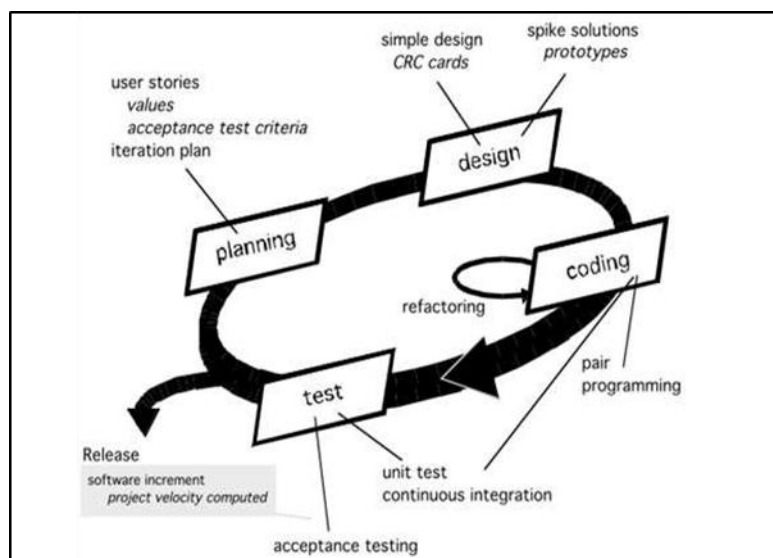 spike solutions
prototypes
simple design
CRC cards
user stories
values
acceptance test criteria
iteration plan
design
planning
coding
refactoring
pair
programming
test
unit test
continuous integration
Release
software increment
project velocity computed
acceptance testing